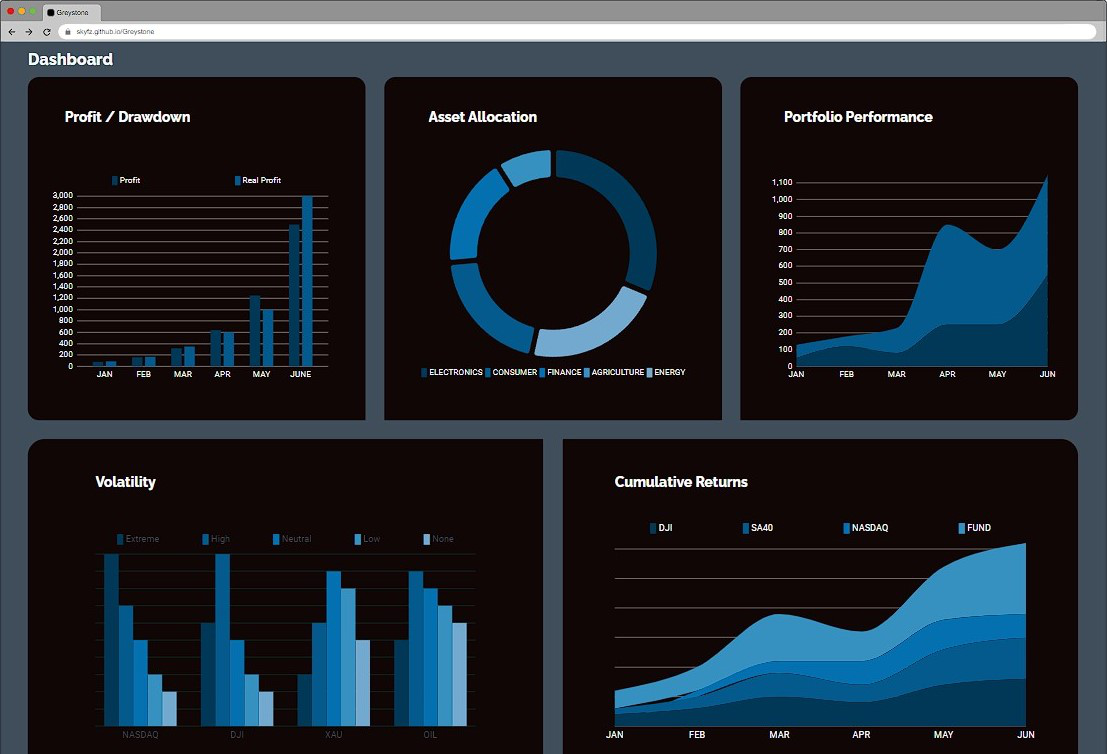 Greystone
skyfz.github.io/Greystone
Dashboard
Profit / Drawdown
Profit Real Profit
3,000
2,800
2,600
2,400
2,200
2,000
1,800
1,600
1,400
1,200
1,000
800
600
400
200
0
JAN FEB MAR APR MAY JUNE
Asset Allocation
ELECTRONICS CONSUMER FINANCE AGRICULTURE ENERGY
Portfolio Performance
1,100
1,000
900
800
700
600
500
400
300
200
100
0
JAN FEB MAR APR MAY JUN
Volatility
Extreme High Neutral Low None
NASDAQ DJI XAU OIL
Cumulative Returns
DJI SA40 NASDAQ FUND
JAN FEB MAR APR MAY JUN